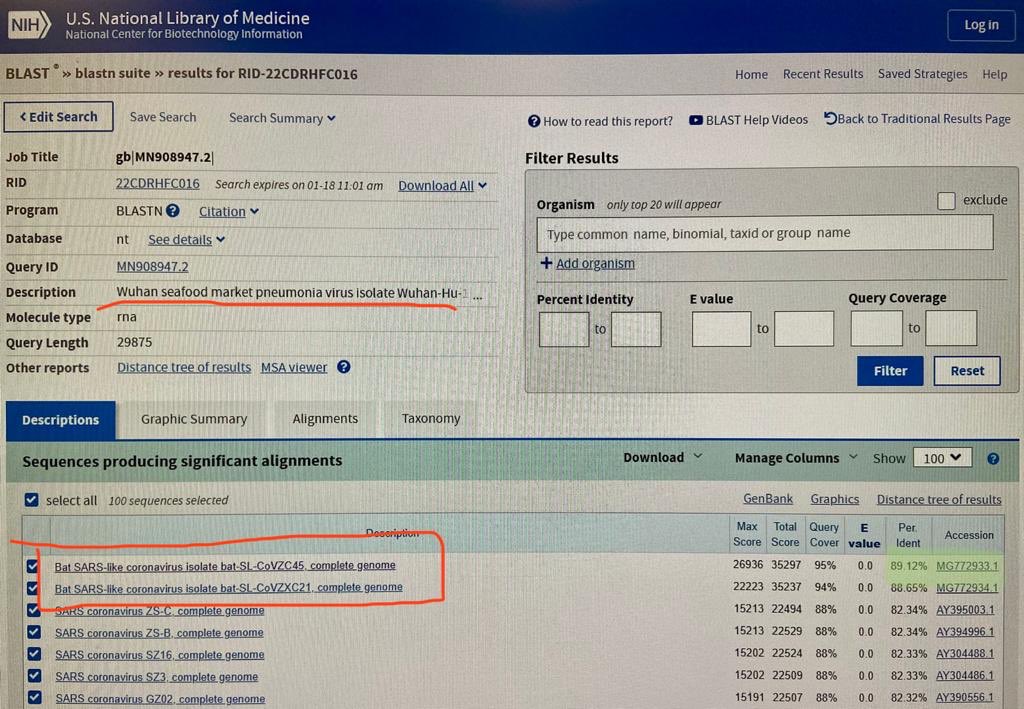 NIH
U.S. National Library of Medicine
National Center for Biotechnology Information
Log in
BLAST ® » blastn suite » results for RID-22CDRHFC016
Home Recent Results Saved Strategies Help
< Edit Search Save Search Search Summary
How to read this report? BLAST Help Videos Back to Traditional Results Page
Job Title gb|MN908947.2|
RID 22CDRHFC016 Search expires on 01-18 11:01 am Download All
Program BLASTN Citation
Database nt See details
Query ID MN908947.2
Description Wuhan seafood market pneumonia virus isolate Wuhan-Hu-1 ...
Molecule type rna
Query Length 29875
Other reports Distance tree of results MSA viewer
Filter Results
Organism only top 20 will appear exclude
Type common name, binomial, taxid or group name
+ Add organism
Percent Identity E value Query Coverage
to to to
Filter Reset
Descriptions Graphic Summary Alignments Taxonomy
Sequences producing significant alignments Download Manage Columns Show 100
select all 100 sequences selected GenBank Graphics Distance tree of results
Description Max Score Total Score Query Cover E value Per. Ident Accession
Bat SARS-like coronavirus isolate bat-SL-CoVZC45, complete genome 26936 35297 95% 0.0 89.12% MG772933.1
Bat SARS-like coronavirus isolate bat-SL-CoVZXC21, complete genome 22223 35237 94% 0.0 88.65% MG772934.1
SARS coronavirus ZS-C, complete genome 15213 22494 88% 0.0 82.34% AY395003.1
SARS coronavirus ZS-B, complete genome 15213 22529 88% 0.0 82.34% AY394996.1
SARS coronavirus SZ16, complete genome 15202 22524 88% 0.0 82.33% AY304488.1
SARS coronavirus SZ3, complete genome 15202 22509 88% 0.0 82.33% AY304486.1
SARS coronavirus GZ02, complete genome 15191 22507 88% 0.0 82.32% AY390556.1